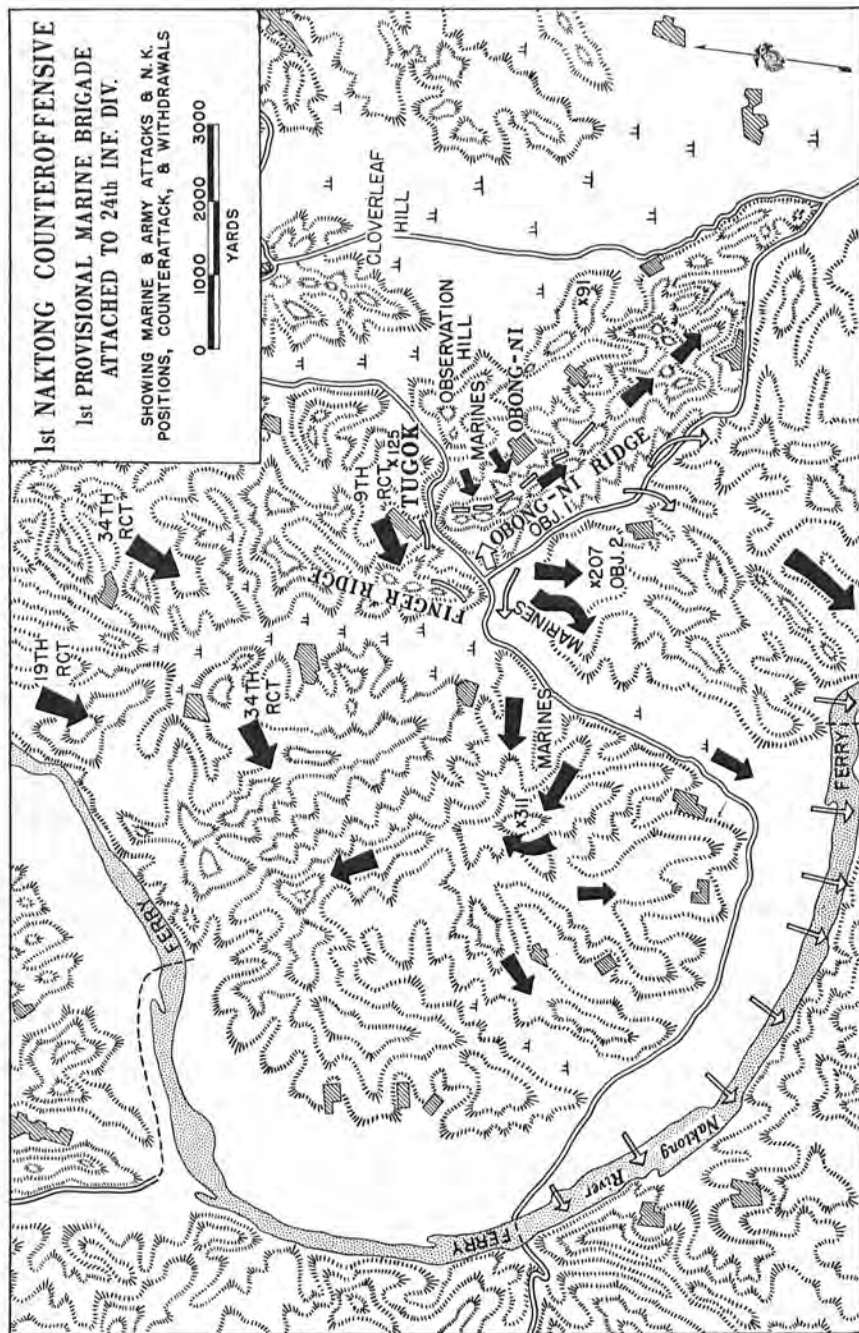 1st NAKTONG COUNTEROFFENSIVE
1st PROVISIONAL MARINE BRIGADE
ATTACHED TO 24th INF. DIV.
SHOWING MARINE & ARMY ATTACKS & N. K.
POSITIONS, COUNTERATTACK, & WITHDRAWALS
0 1000 2000 3000
YARDS
19TH
RCT
34TH
RCT
34TH
RCT
FERRY
CLOVERLEAF
HILL
9TH
RCT
x125
TUGOK
FINGER RIDGE
OBSERVATION
HILL
MARINES
OBONG-NI
x91
OBONG-NI RIDGE
OBJ. 1
MARINES
x207
OBJ. 2
MARINES
x311
FERRY
FERRY
FERRY
Naktong
River